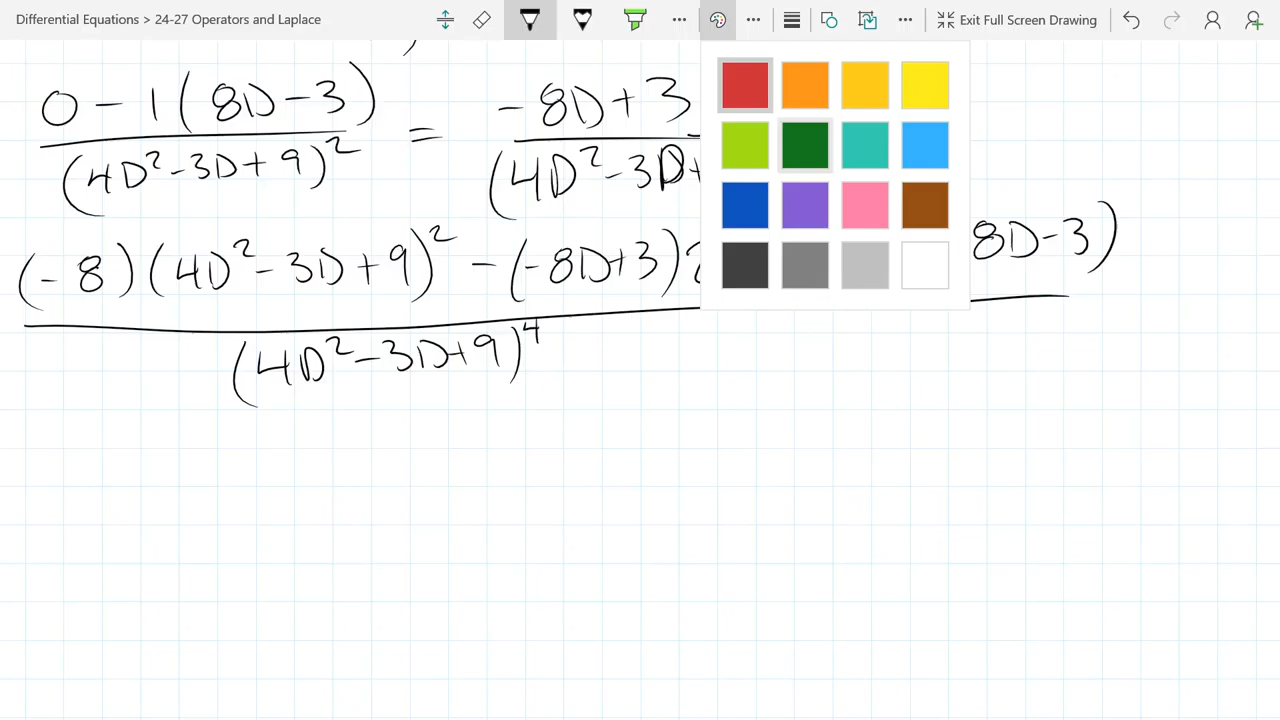 Differential Equations > 24-27 Operators and Laplace
Exit Full Screen Drawing
0 - 1(8D-3)
(4D²-3D+9)²
=
-8D+3
(4D²-3D+
(-8)(4D²-3D+9)² - (-8D+3)2
8D-3)
(4D²-3D+9)⁴